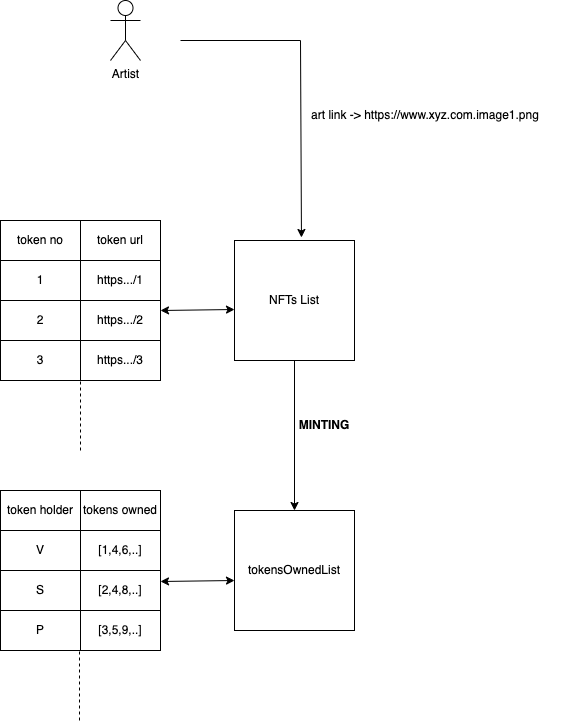 Artist
art link -> https://www.xyz.com.image1.png
token no token url
1 https.../1
2 https.../2
3 https.../3
NFTs List
MINTING
token holder tokens owned
V [1,4,6,..]
S [2,4,8,..]
P [3,5,9,..]
tokensOwnedList